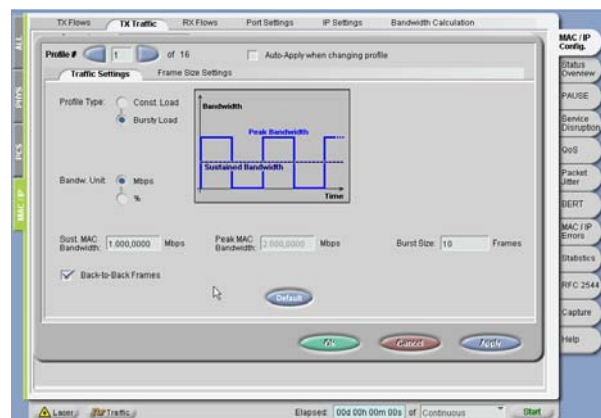 TX Flows TX Traffic RX Flows Port Settings IP Settings Bandwidth Calculation
MAC / IP Config.
ALL
Profile # 1 of 16 Auto-Apply when changing profile
Status Overview
Traffic Settings Frame Size Settings
PHYS
PAUSE
Profile Type: Const. Load
Bursty Load
Bandwidth
Peak Bandwidth
Sustained Bandwidth
Time
Service Disruption
PCS
QoS
Bandw. Unit: Mbps
%
Packet Jitter
MAC / IP
BERT
Sust. MAC Bandwidth: 1.000,0000 Mbps Peak MAC Bandwidth: 2.000,0000 Mbps Burst Size: 10 Frames
MAC / IP Errors
Statistics
Back-to-Back Frames
Default
RFC 2544
Capture
Ok Cancel Apply
Help
Laser Traffic Elapsed: 00d 00h 00m 00s of Continuous Start